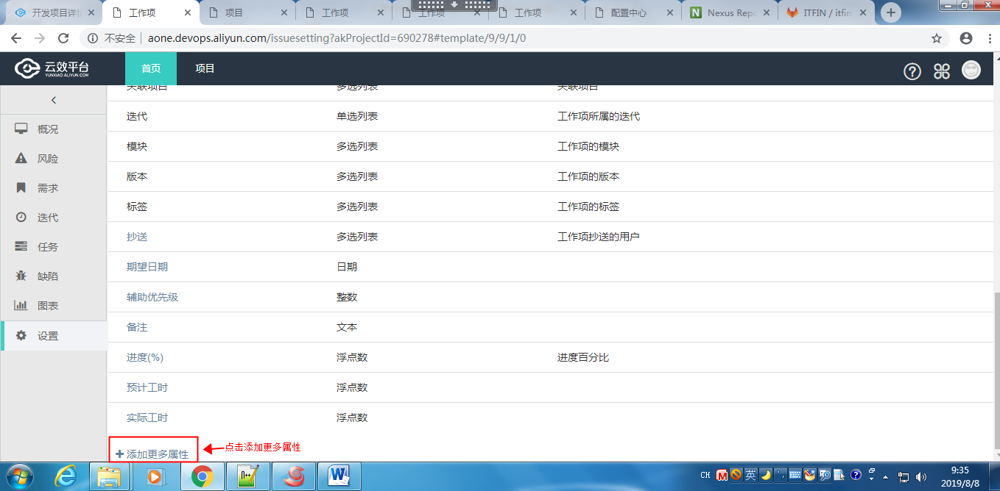 开发项目详情
工作项
项目
工作项
工作项
工作项
配置中心
Nexus Repo
ITFIN / itfin
不安全
aone.devops.aliyun.com/issuesetting?akProjectId=690278#template/9/9/1/0
云效平台
YUNXIAO.ALIYUN.COM
首页
项目
关联项目 多选列表 关联项目
概况
风险
需求
迭代
任务
缺陷
图表
设置
迭代 单选列表 工作项所属的迭代
模块 多选列表 工作项的模块
版本 多选列表 工作项的版本
标签 多选列表 工作项的标签
抄送 多选列表 工作项抄送的用户
期望日期 日期
辅助优先级 整数
备注 文本
进度(%) 浮点数 进度百分比
预计工时 浮点数
实际工时 浮点数
+添加更多属性
点击添加更多属性
CH
英
9:35
2019/8/8